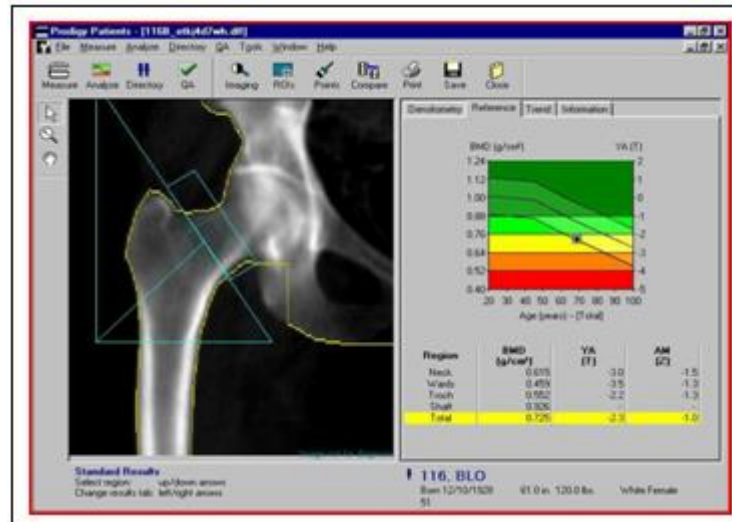 Prodigy Patients - [116B_etkj4d7wh.dff]
File Measure Analyze Directory QA Tools Window Help
Measure Analyze Directory QA Imaging ROIs Points Compare Print Save Close
Densitometry Reference Trend Information
BMD (g/cm²) YA (T)
1.24 2
1.12 1
1.00 0
0.88 -1
0.76 -2
0.64 -3
0.52 -4
0.40 -5
20 30 40 50 60 70 80 90 100
Age (years) - [Total]
Region BMD (g/cm²) YA (T) AM (Z)
Neck 0.615 -3.0 -1.5
Wards 0.459 -3.5 -1.3
Troch 0.552 -2.2 -1.3
Shaft 0.926 - -
Total 0.725 -2.3 -1.0
Standard Results
Select region: up/down arrows
Change results tab: left/right arrows
116, BLO
Born 12/10/1928 61.0 in. 120.0 lbs. White Female